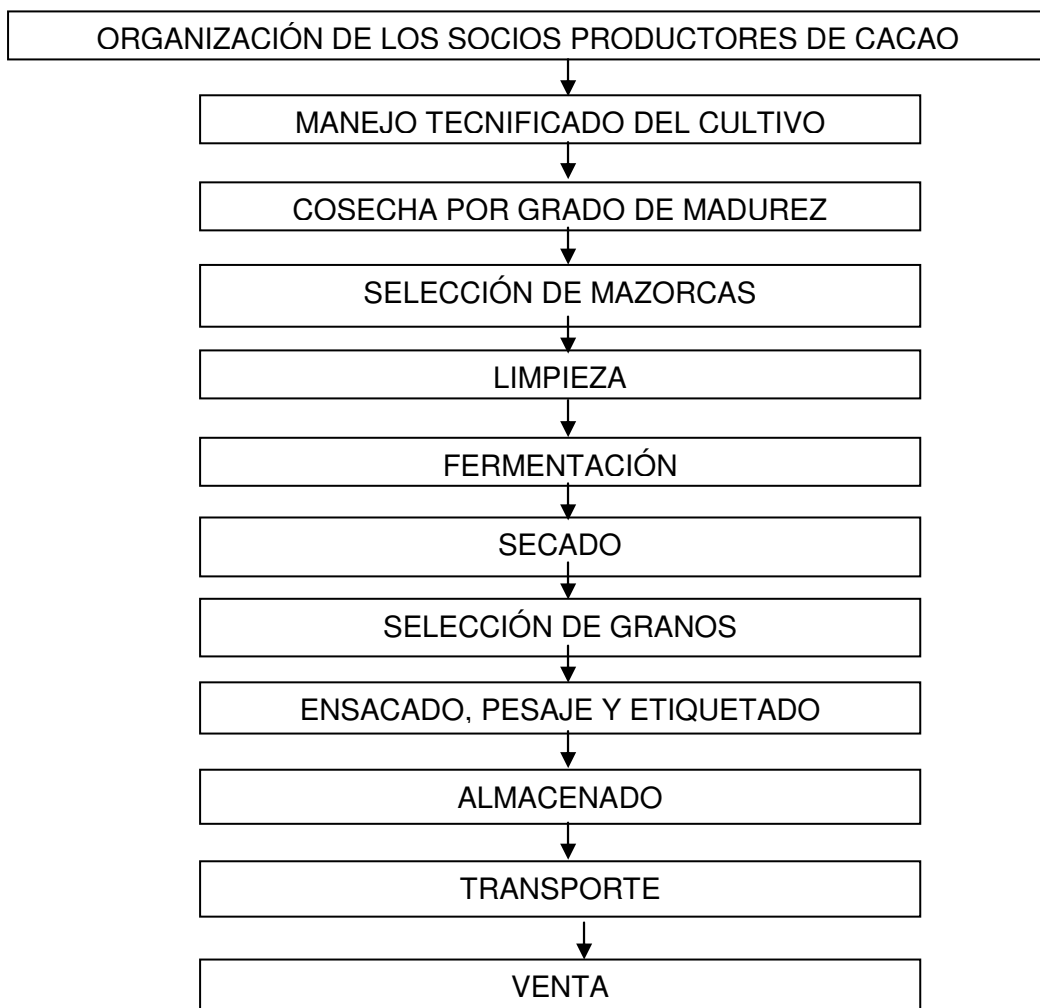 ORGANIZACIÓN DE LOS SOCIOS PRODUCTORES DE CACAO
MANEJO TECNIFICADO DEL CULTIVO
COSECHA POR GRADO DE MADUREZ
SELECCIÓN DE MAZORCAS
LIMPIEZA
FERMENTACIÓN
SECADO
SELECCIÓN DE GRANOS
ENSACADO, PESAJE Y ETIQUETADO
ALMACENADO
TRANSPORTE
VENTA